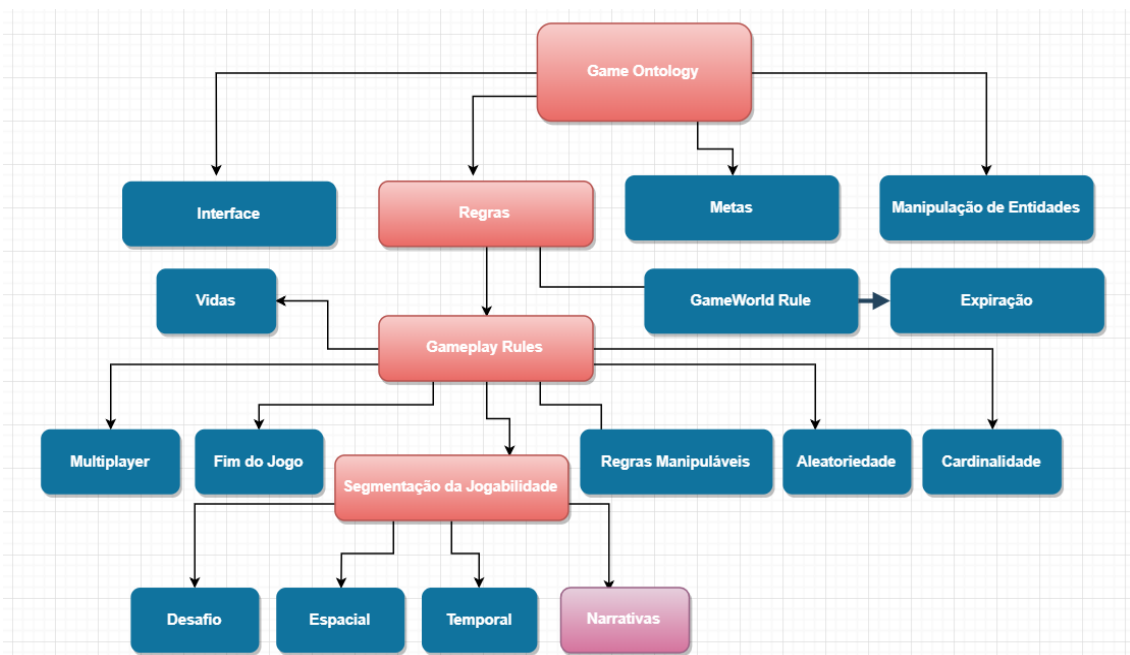 Game Ontology
Interface
Regras
Metas
Manipulação de Entidades
Vidas
GameWorld Rule
Expiração
Gameplay Rules
Multiplayer
Fim do Jogo
Regras Manipuláveis
Aleatoriedade
Cardinalidade
Segmentação da Jogabilidade
Desafio
Espacial
Temporal
Narrativas